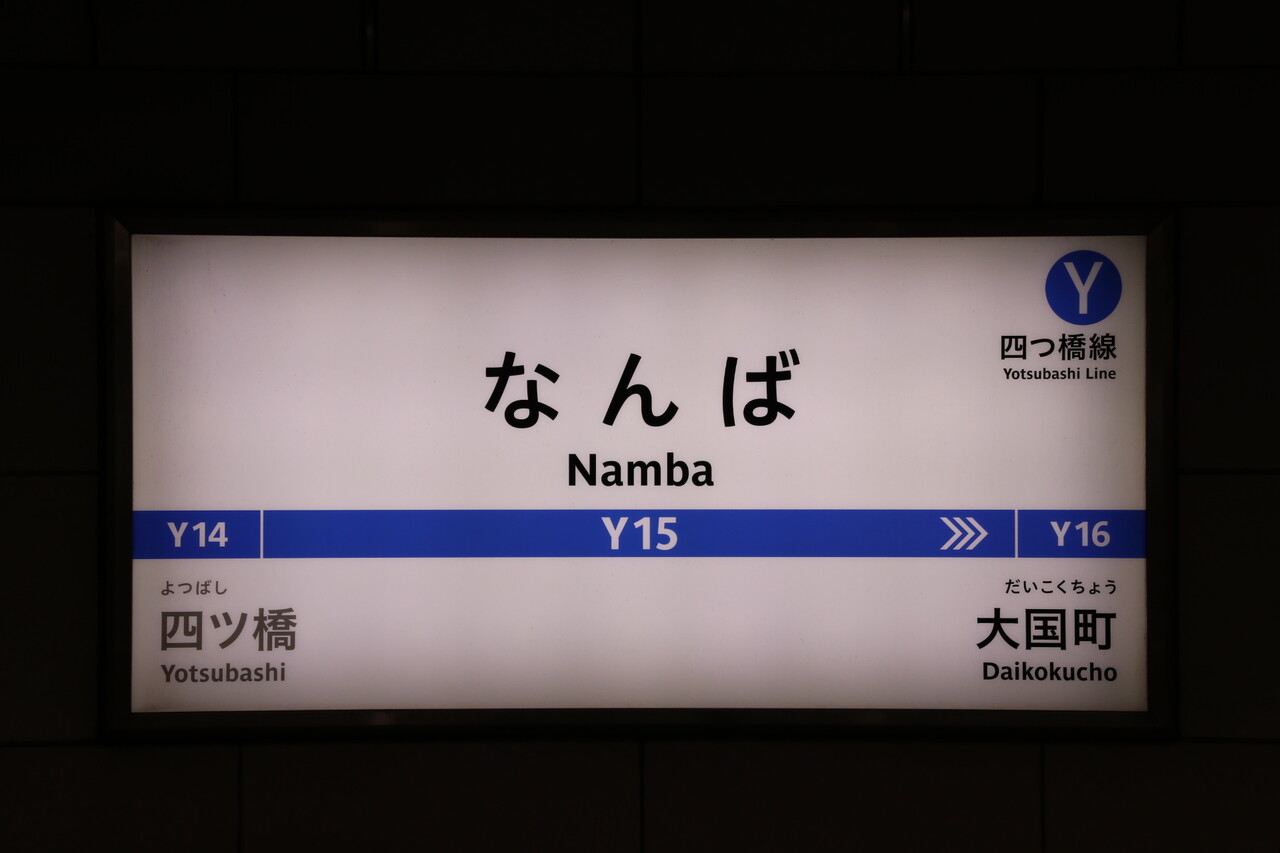 Y
四つ橋線
Yotsubashi Line
なんば
Namba
Y14 Y15 Y16
よつばし
四ツ橋
Yotsubashi
だいこくちょう
大国町
Daikokucho